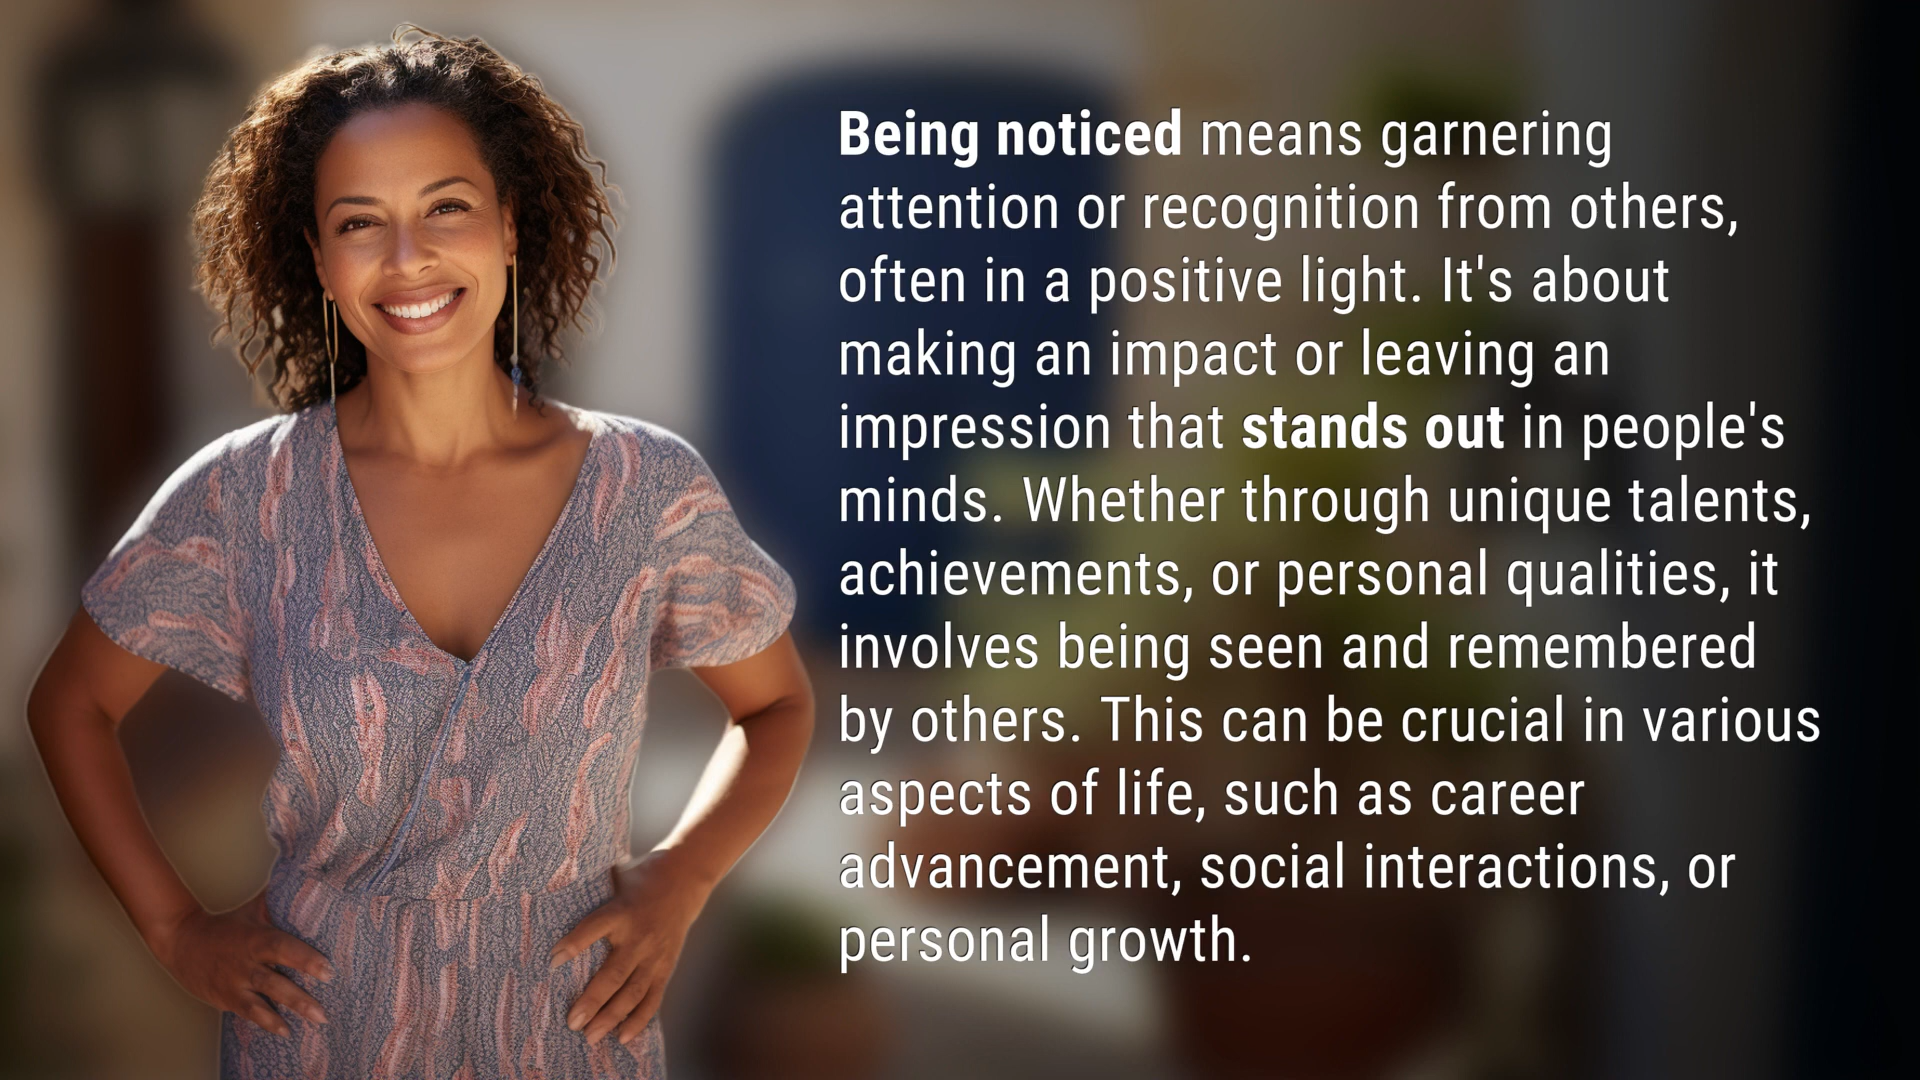 Being noticed means garnering
attention or recognition from others,
often in a positive light. It's about
making an impact or leaving an
impression that stands out in people's
minds. Whether through unique talents,
achievements, or personal qualities, it
involves being seen and remembered
by others. This can be crucial in various
aspects of life, such as career
advancement, social interactions, or
personal growth.